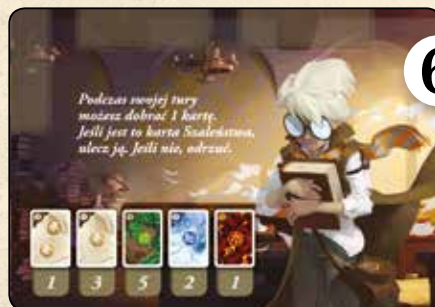 Podczas swojej tury
możesz dobrać 1 kartę.
Jeśli jest to karta Szaleństwa,
ulecz ją. Jeśli nie, odrzuć.
6
1 3 5 2 1